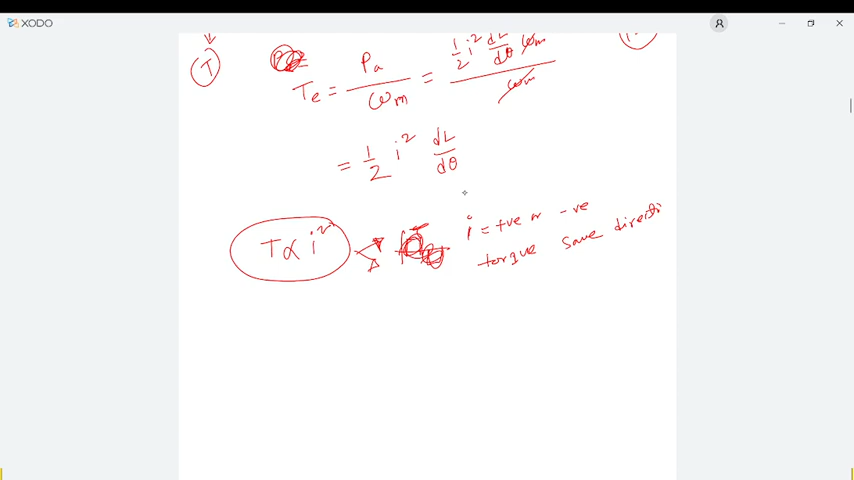 XODO
T
Te = Pa / ωm = 1/2 i² dL/dθ ωm / ωm
= 1/2 i² dL/dθ
T ∝ i²
i = +ve or -ve
torque same directi